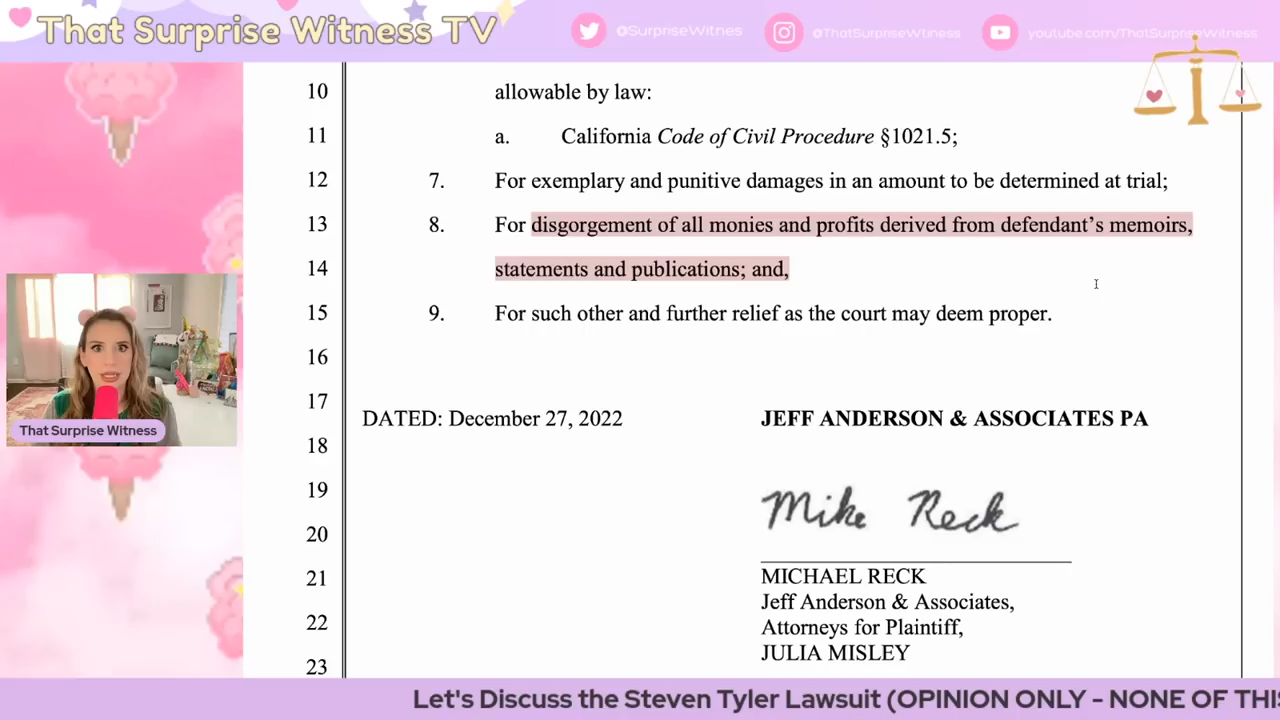 That Surprise Witness TV
@SurpriseWitnes
@ThatSurpriseWtiness
youtube.com/ThatSurpriseWitness
10 allowable by law:
11 a. California Code of Civil Procedure §1021.5;
12 7. For exemplary and punitive damages in an amount to be determined at trial;
13 8. For disgorgement of all monies and profits derived from defendant’s memoirs,
14 statements and publications; and,
15 9. For such other and further relief as the court may deem proper.
16
17 DATED: December 27, 2022 JEFF ANDERSON & ASSOCIATES PA
18
19 Mike Reck
20
21 MICHAEL RECK
Jeff Anderson & Associates,
22 Attorneys for Plaintiff,
23 JULIA MISLEY
That Surprise Witness
Let's Discuss the Steven Tyler Lawsuit (OPINION ONLY - NONE OF THIS